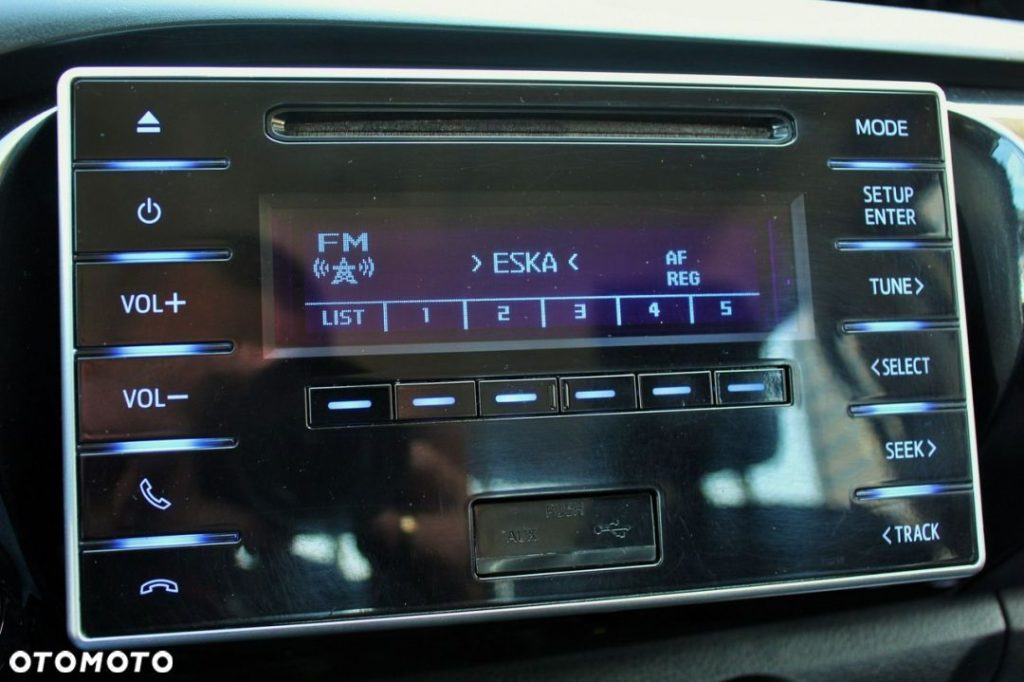 MODE
SETUP
ENTER
VOL+
VOL−
FM
> ESKA <
AF
REG
LIST 1 2 3 4 5
TUNE>
<SELECT
SEEK>
<TRACK
PUSH
AUX
OTOMOTO